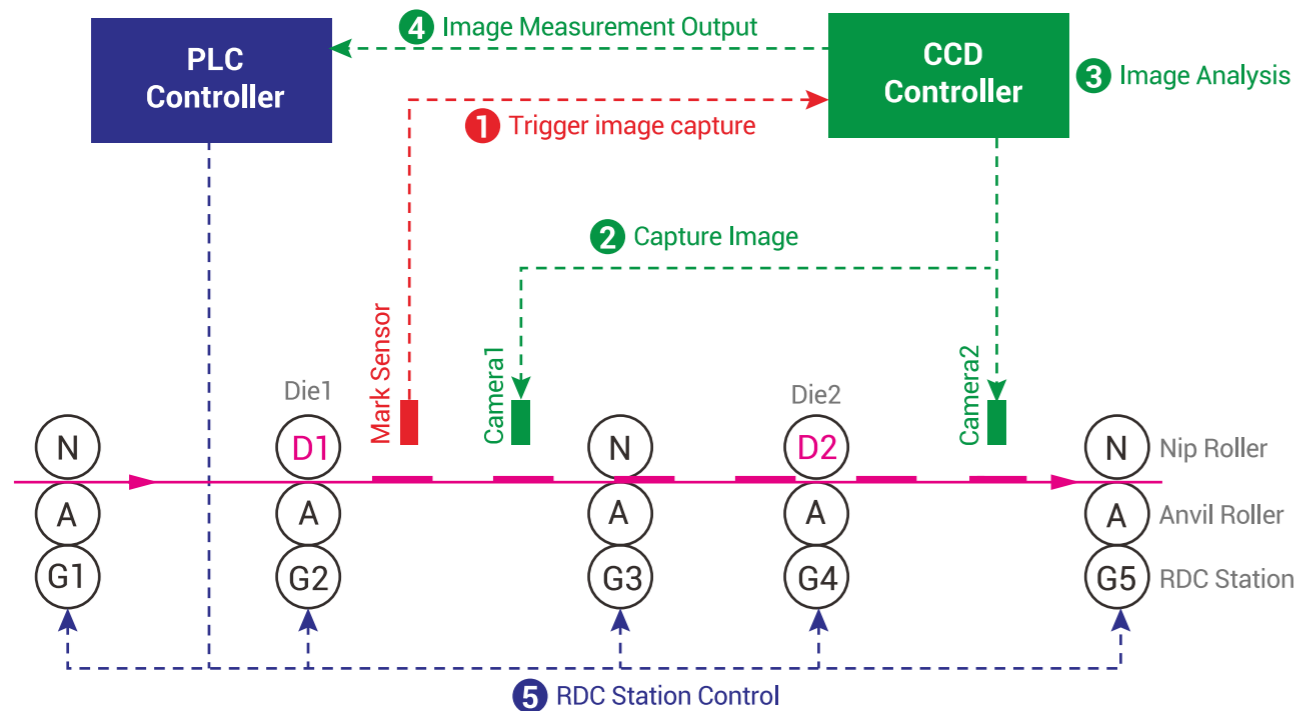 4 Image Measurement Output
PLC
Controller
CCD
Controller
3 Image Analysis
1 Trigger image capture
2 Capture Image
Mark Sensor
Camera1
Camera2
Die1
Die2
N
D1
N
D2
N
Nip Roller
A
A
A
A
A
Anvil Roller
G1
G2
G3
G4
G5
RDC Station
5 RDC Station Control